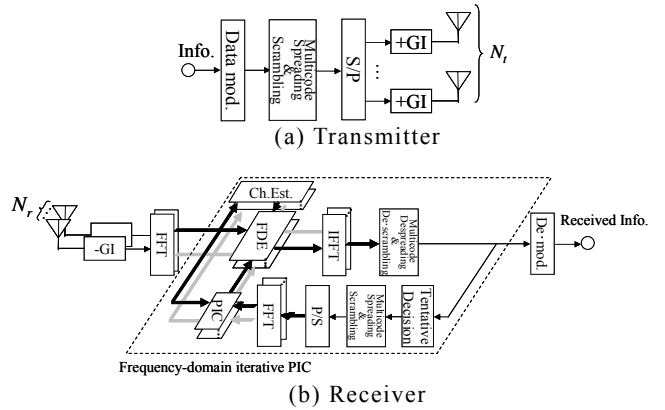 Info.
Data mod.
Multicode
Spreading
&
Scrambling
S/P
+GI
...
+GI
N_t
(a) Transmitter
N_r
-GI
FFT
Ch.Est.
FDE
IFFT
Multicode
Despreading
&
De-scrambling
De-mod.
Received Info.
PIC
FFT
P/S
Multicode
Spreading
&
Scrambling
Tentative
Decision
Frequency-domain iterative PIC
(b) Receiver